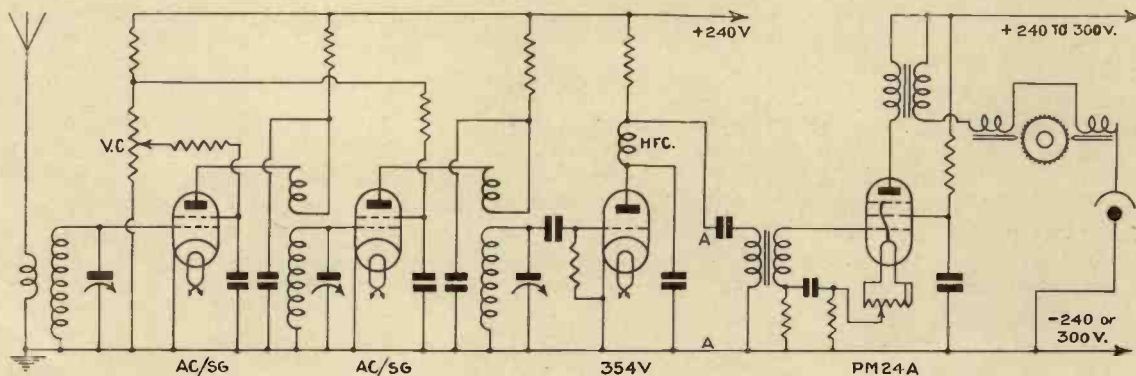 +240V
+240 TO 300V.
V.C
HFC.
A
A
-240 or
300V.
AC/SG
AC/SG
354V
PM24A